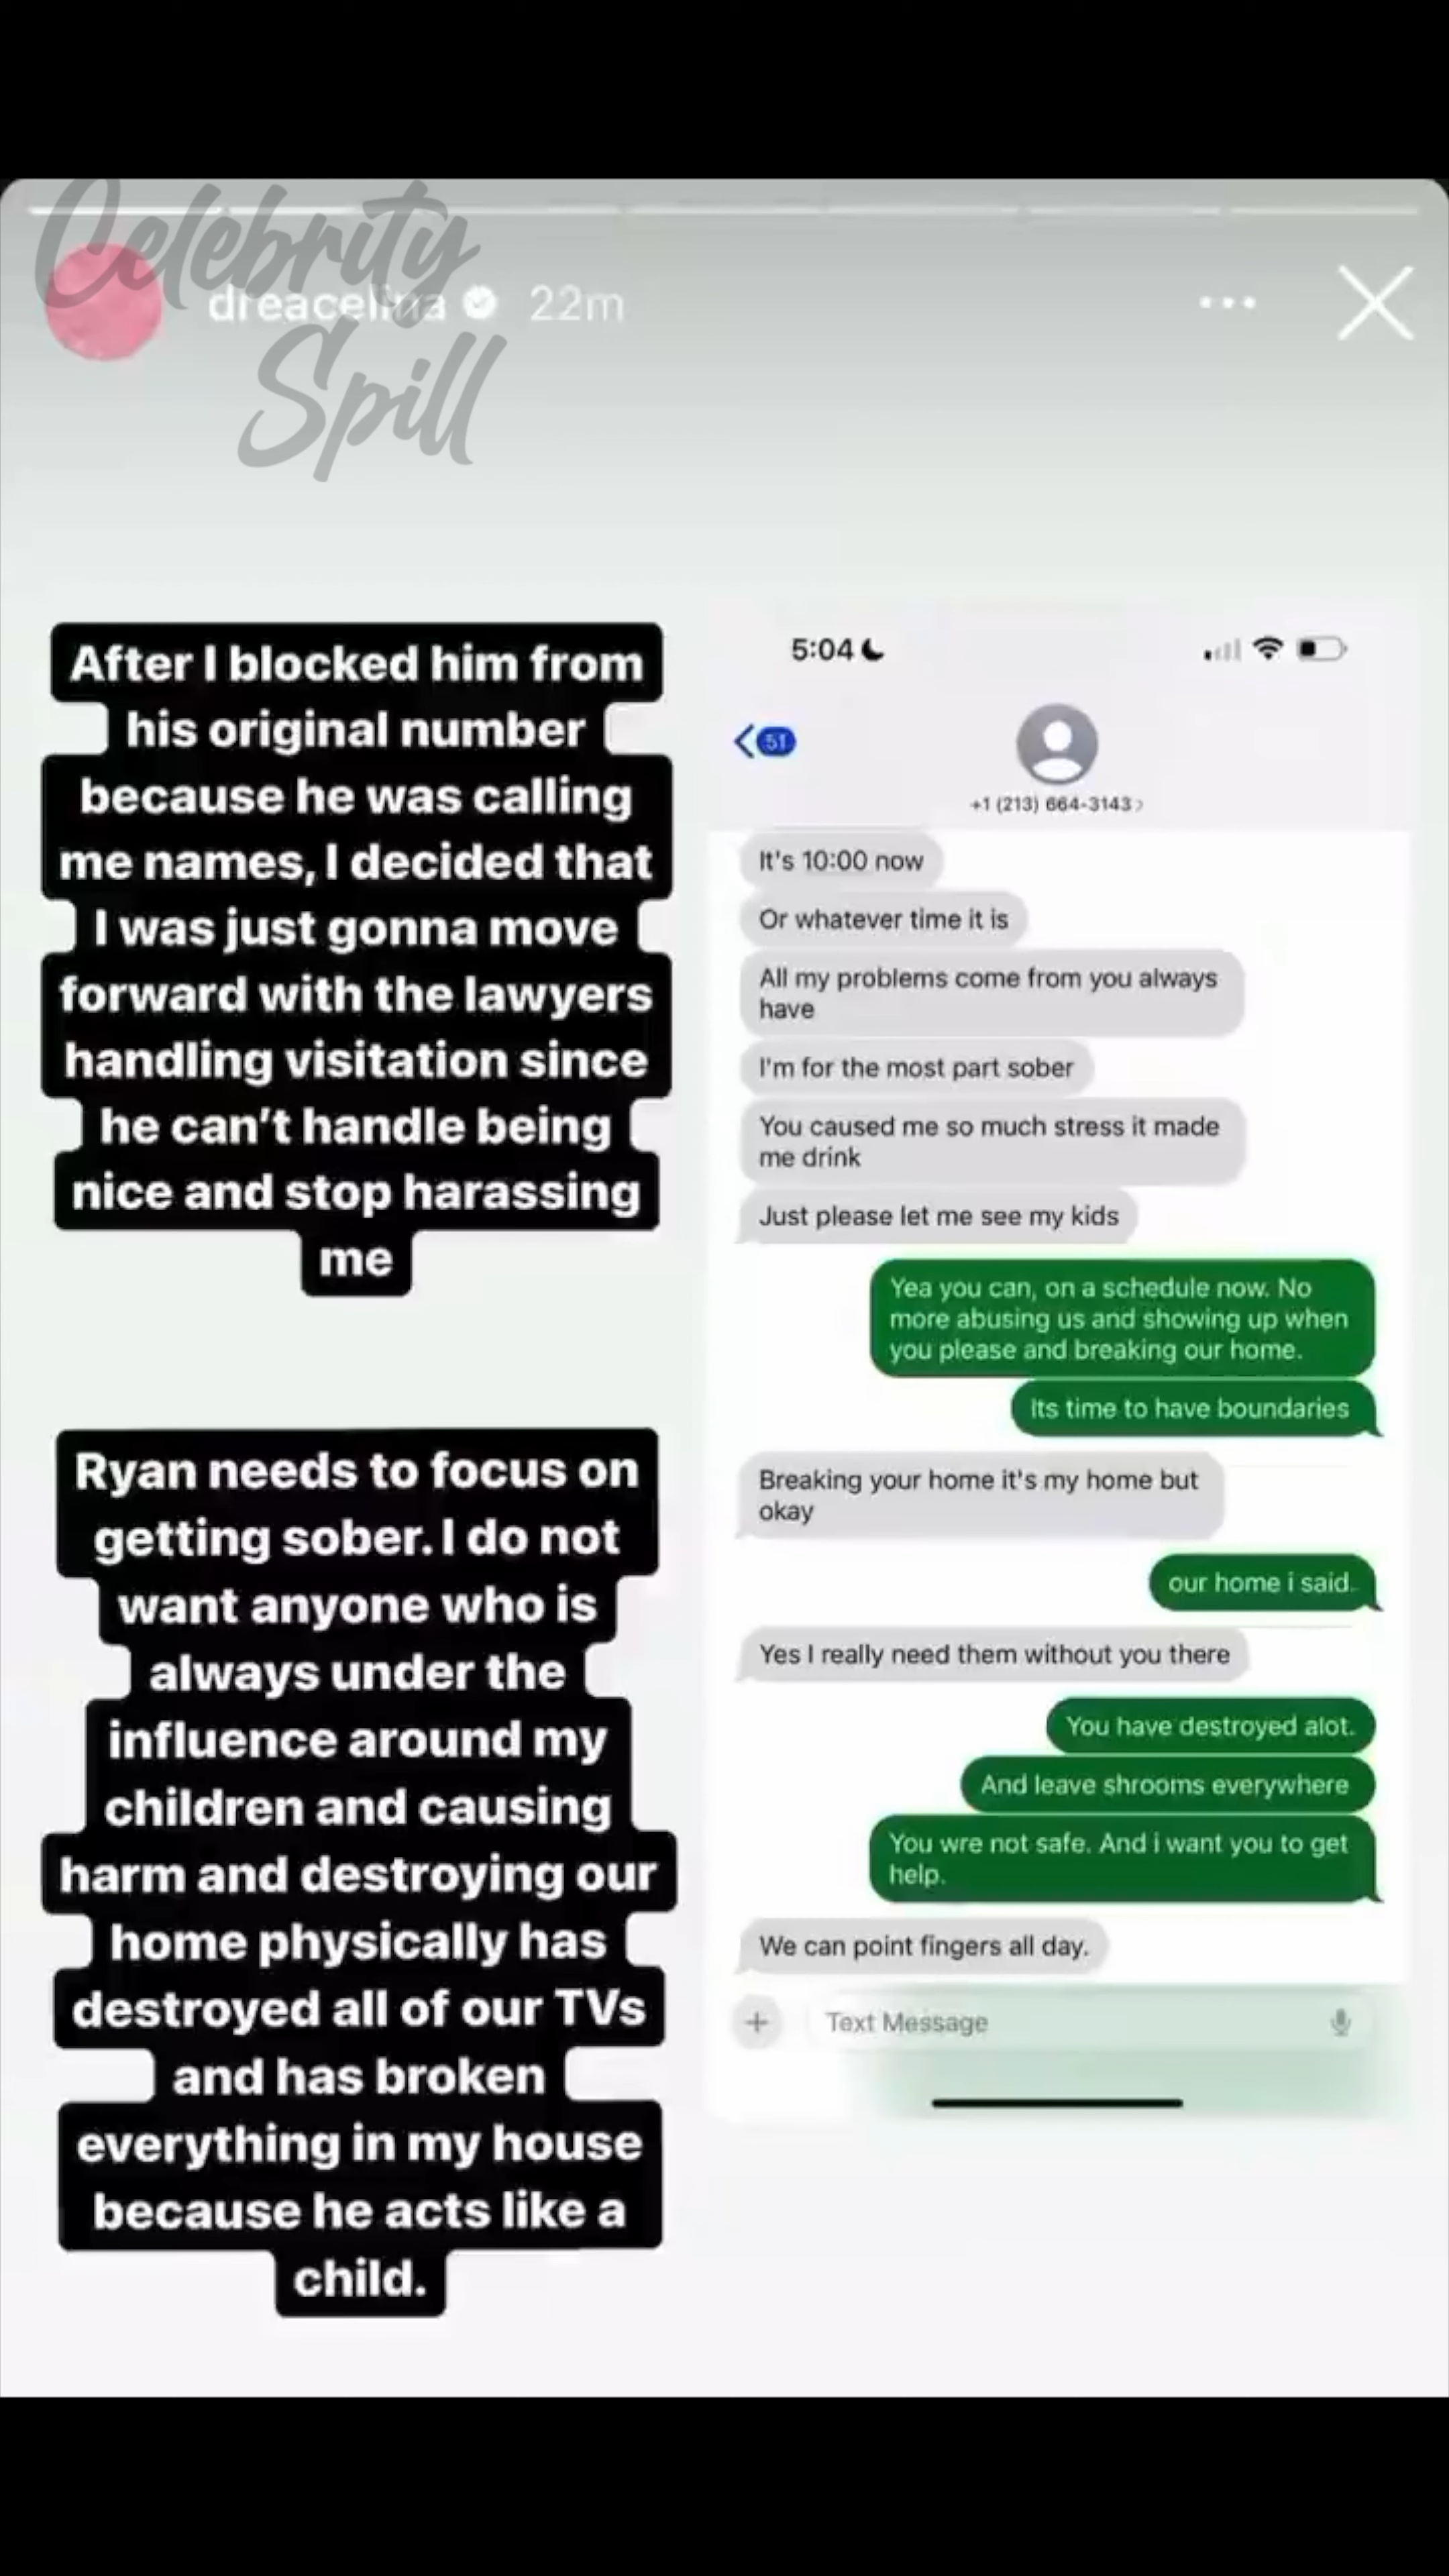 Celebrity
Spill
dreacelina 22m
After I blocked him from
his original number
because he was calling
me names, I decided that
I was just gonna move
forward with the lawyers
handling visitation since
he can't handle being
nice and stop harassing
me
Ryan needs to focus on
getting sober. I do not
want anyone who is
always under the
influence around my
children and causing
harm and destroying our
home physically has
destroyed all of our TVs
and has broken
everything in my house
because he acts like a
child.
5:04
51
+1 (213) 664-3143
It's 10:00 now
Or whatever time it is
All my problems come from you always
have
I'm for the most part sober
You caused me so much stress it made
me drink
Just please let me see my kids
Yea you can, on a schedule now. No
more abusing us and showing up when
you please and breaking our home.
Its time to have boundaries
Breaking your home it's my home but
okay
our home i said.
Yes I really need them without you there
You have destroyed alot.
And leave shrooms everywhere
You wre not safe. And i want you to get
help.
We can point fingers all day.
Text Message